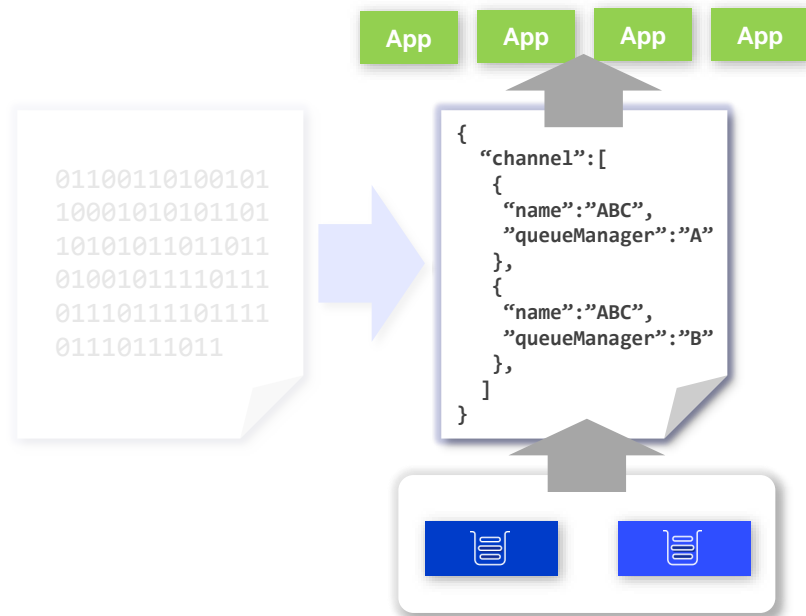 App App App App
01100110100101
10001010101101
10101011011011
01001011110111
01110111101111
01110111011
{
“channel”:[
{
“name”:”ABC”,
”queueManager”:”A”
},
{
“name”:”ABC”,
”queueManager”:”B”
},
]
}